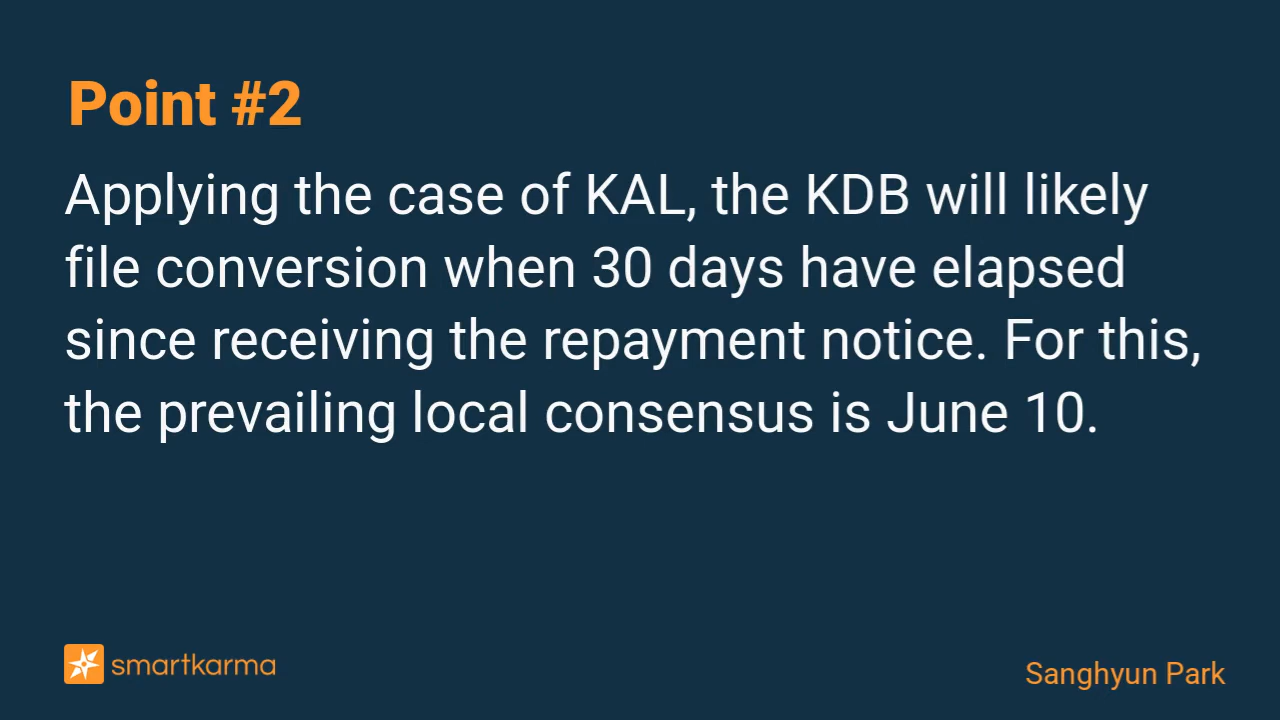 Point #2
Applying the case of KAL, the KDB will likely
file conversion when 30 days have elapsed
since receiving the repayment notice. For this,
the prevailing local consensus is June 10.
smartkarma
Sanghyun Park